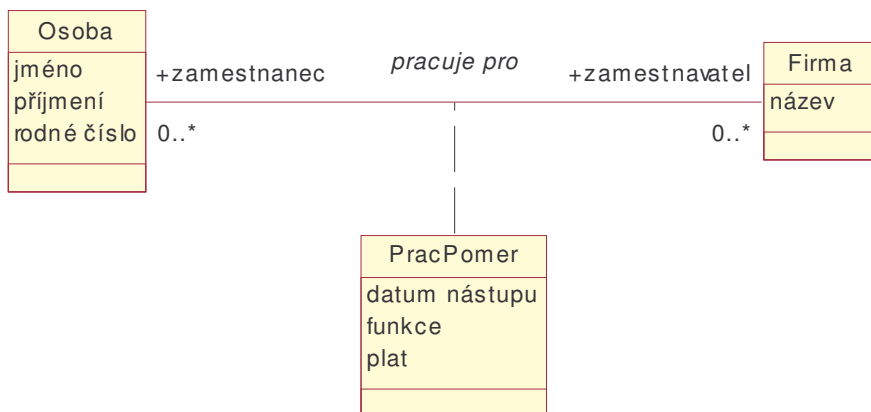 Osoba
jméno
příjmení
rodné číslo
+zamestnanec
0..*
pracuje pro
+zamestnavatel
0..*
Firma
název
PracPomer
datum nástupu
funkce
plat